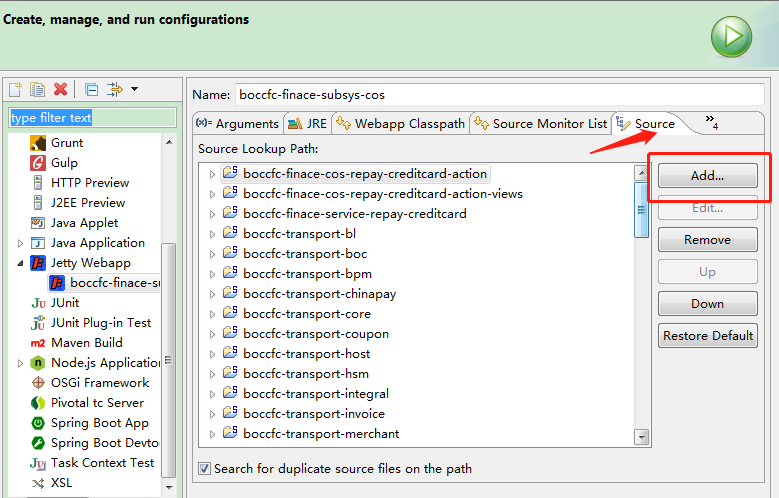 Create, manage, and run configurations
Name: boccfc-finace-subsys-cos
type filter text
(x)= Arguments JRE Webapp Classpath Source Monitor List Source »4
Source Lookup Path:
Grunt
Gulp
HTTP Preview
J2EE Preview
Java Applet
Java Application
Jetty Webapp
boccfc-finace-su
JUnit
JUnit Plug-in Test
Maven Build
Node.js Application
OSGi Framework
Pivotal tc Server
Spring Boot App
Spring Boot Devto
Task Context Test
XSL
boccfc-finace-cos-repay-creditcard-action
boccfc-finace-cos-repay-creditcard-action-views
boccfc-finace-service-repay-creditcard
boccfc-transport-bl
boccfc-transport-boc
boccfc-transport-bpm
boccfc-transport-chinapay
boccfc-transport-core
boccfc-transport-coupon
boccfc-transport-host
boccfc-transport-hsm
boccfc-transport-integral
boccfc-transport-invoice
boccfc-transport-merchant
Add...
Edit...
Remove
Up
Down
Restore Default
Search for duplicate source files on the path